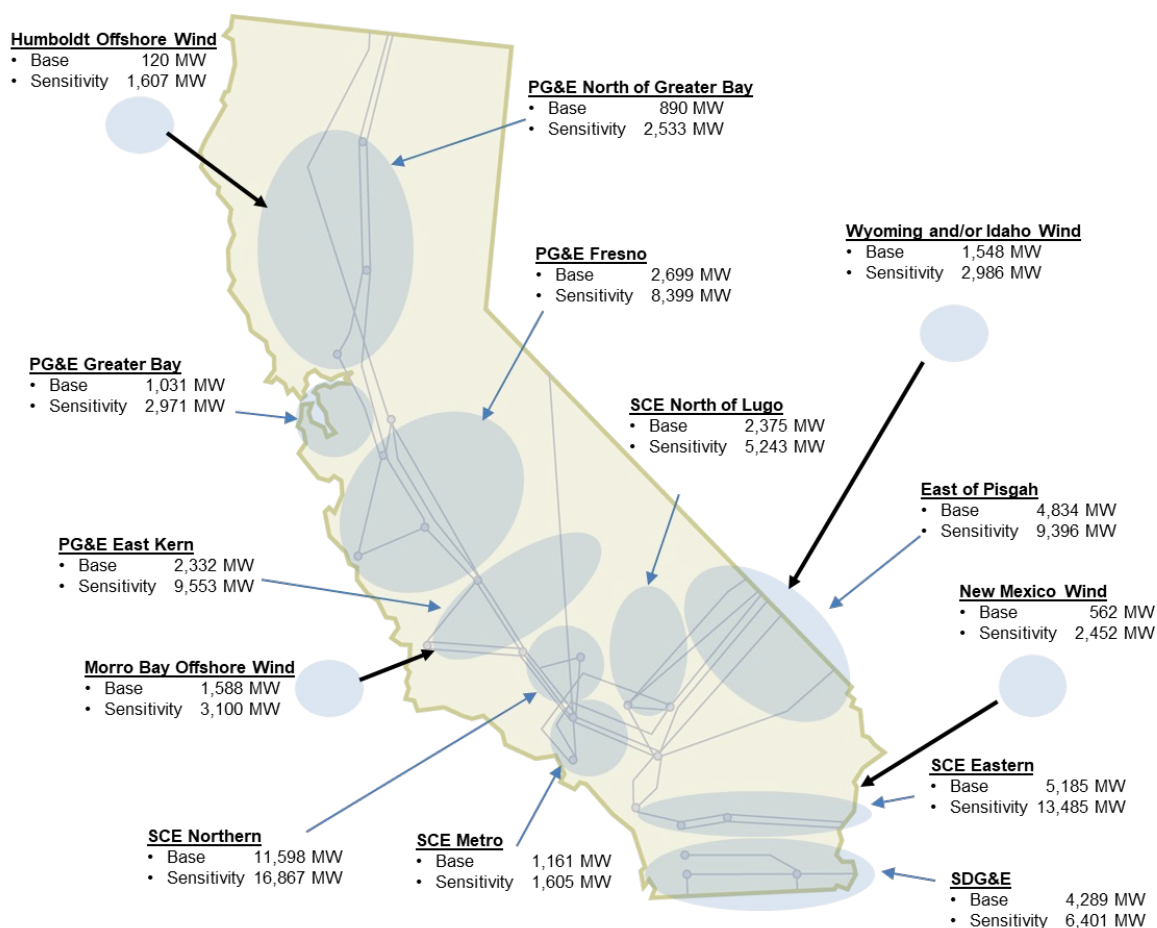 Humboldt Offshore Wind
• Base 120 MW
• Sensitivity 1,607 MW
PG&E North of Greater Bay
• Base 890 MW
• Sensitivity 2,533 MW
Wyoming and/or Idaho Wind
• Base 1,548 MW
• Sensitivity 2,986 MW
PG&E Fresno
• Base 2,699 MW
• Sensitivity 8,399 MW
PG&E Greater Bay
• Base 1,031 MW
• Sensitivity 2,971 MW
SCE North of Lugo
• Base 2,375 MW
• Sensitivity 5,243 MW
East of Pisgah
• Base 4,834 MW
• Sensitivity 9,396 MW
PG&E East Kern
• Base 2,332 MW
• Sensitivity 9,553 MW
New Mexico Wind
• Base 562 MW
• Sensitivity 2,452 MW
Morro Bay Offshore Wind
• Base 1,588 MW
• Sensitivity 3,100 MW
SCE Eastern
• Base 5,185 MW
• Sensitivity 13,485 MW
SCE Northern
• Base 11,598 MW
• Sensitivity 16,867 MW
SCE Metro
• Base 1,161 MW
• Sensitivity 1,605 MW
SDG&E
• Base 4,289 MW
• Sensitivity 6,401 MW